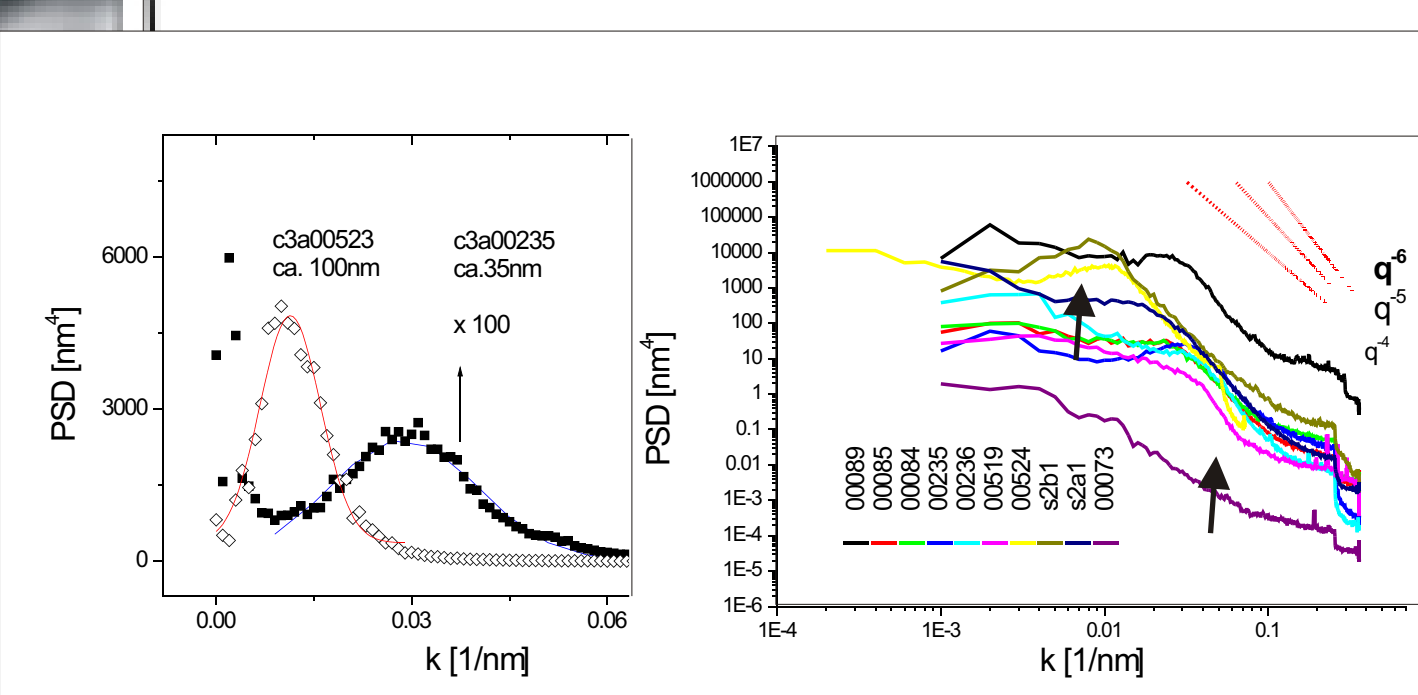 c3a00523
ca. 100nm
c3a00235
ca.35nm
x 100
6000
3000
0
PSD [nm4]
0.00
0.03
0.06
k [1/nm]
1E7
1000000
100000
10000
1000
100
10
1
0.1
0.01
1E-3
1E-4
1E-5
1E-6
PSD [nm4]
q-6
q-5
q-4
00089
00085
00084
00235
00236
00519
00524
s2b1
s2a1
00073
1E-4
1E-3
0.01
0.1
k [1/nm]